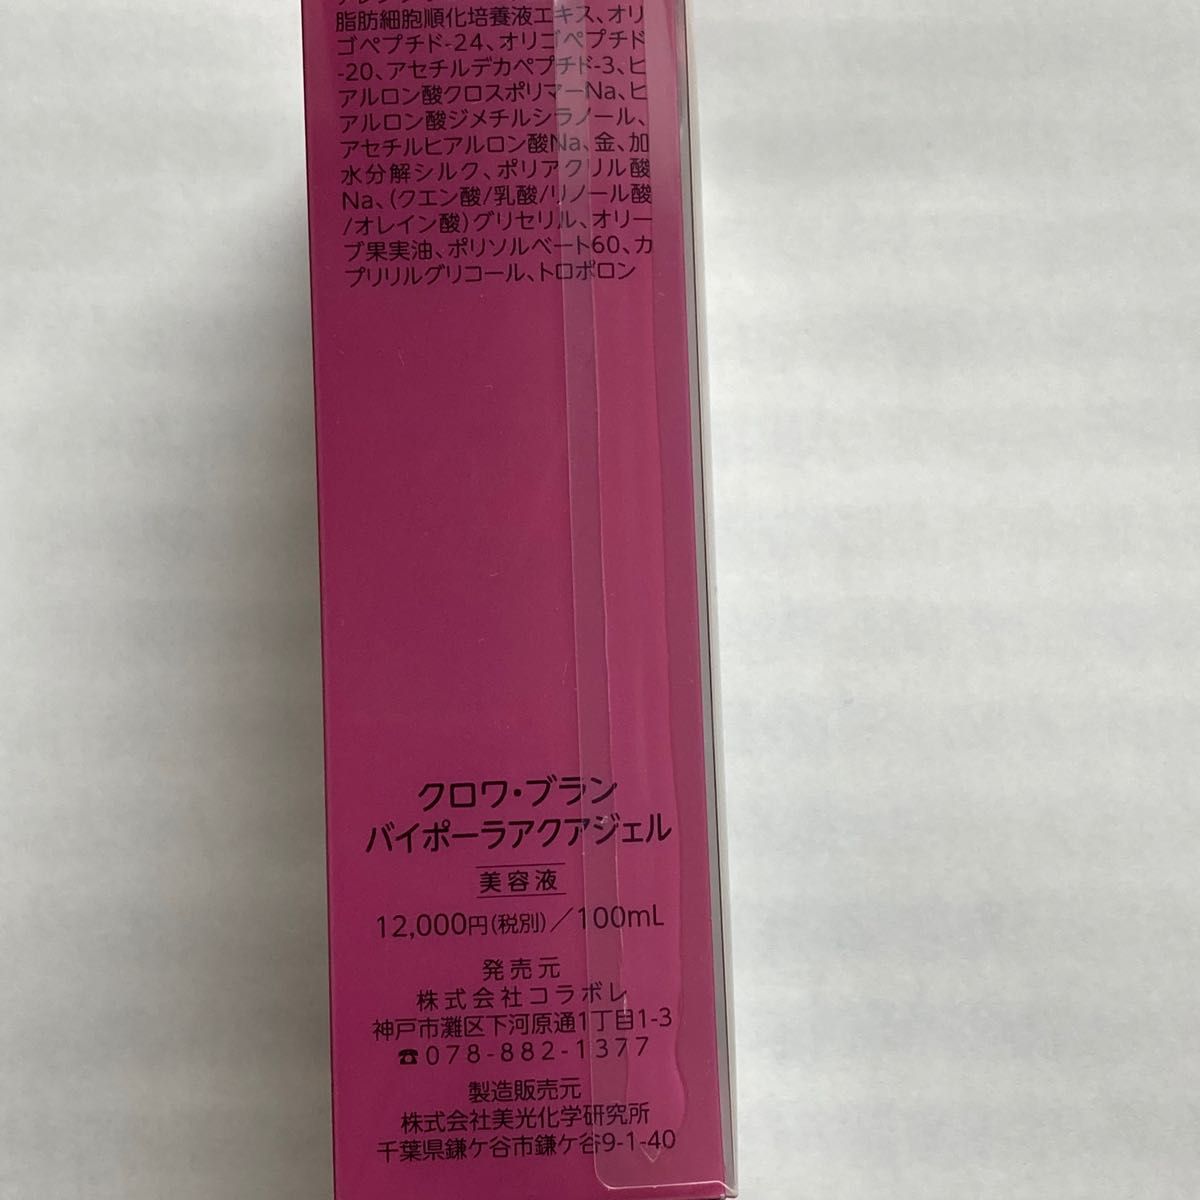 脂肪細胞順化培養液エキス、オリ
ゴペプチド-24、オリゴペプチド
-20、アセチルデカペプチド-3、ヒ
アルロン酸クロスポリマーNa、ヒ
アルロン酸ジメチルシラノール、
アセチルヒアルロン酸Na、金、加
水分解シルク、ポリアクリル酸
Na、(クエン酸/乳酸/リノール酸
/オレイン酸)グリセリル、オリー
ブ果実油、ポリソルベート60、カ
プリリルグリコール、トロポロン
クロワ・ブラン
バイポーラアクアジェル
美容液
12,000円(税別)／100mL
発売元
株式会社コラボレ
神戸市灘区下河原通1丁目1-3
☎078-882-1377
製造販売元
株式会社美光化学研究所
千葉県鎌ケ谷市鎌ケ谷9-1-40